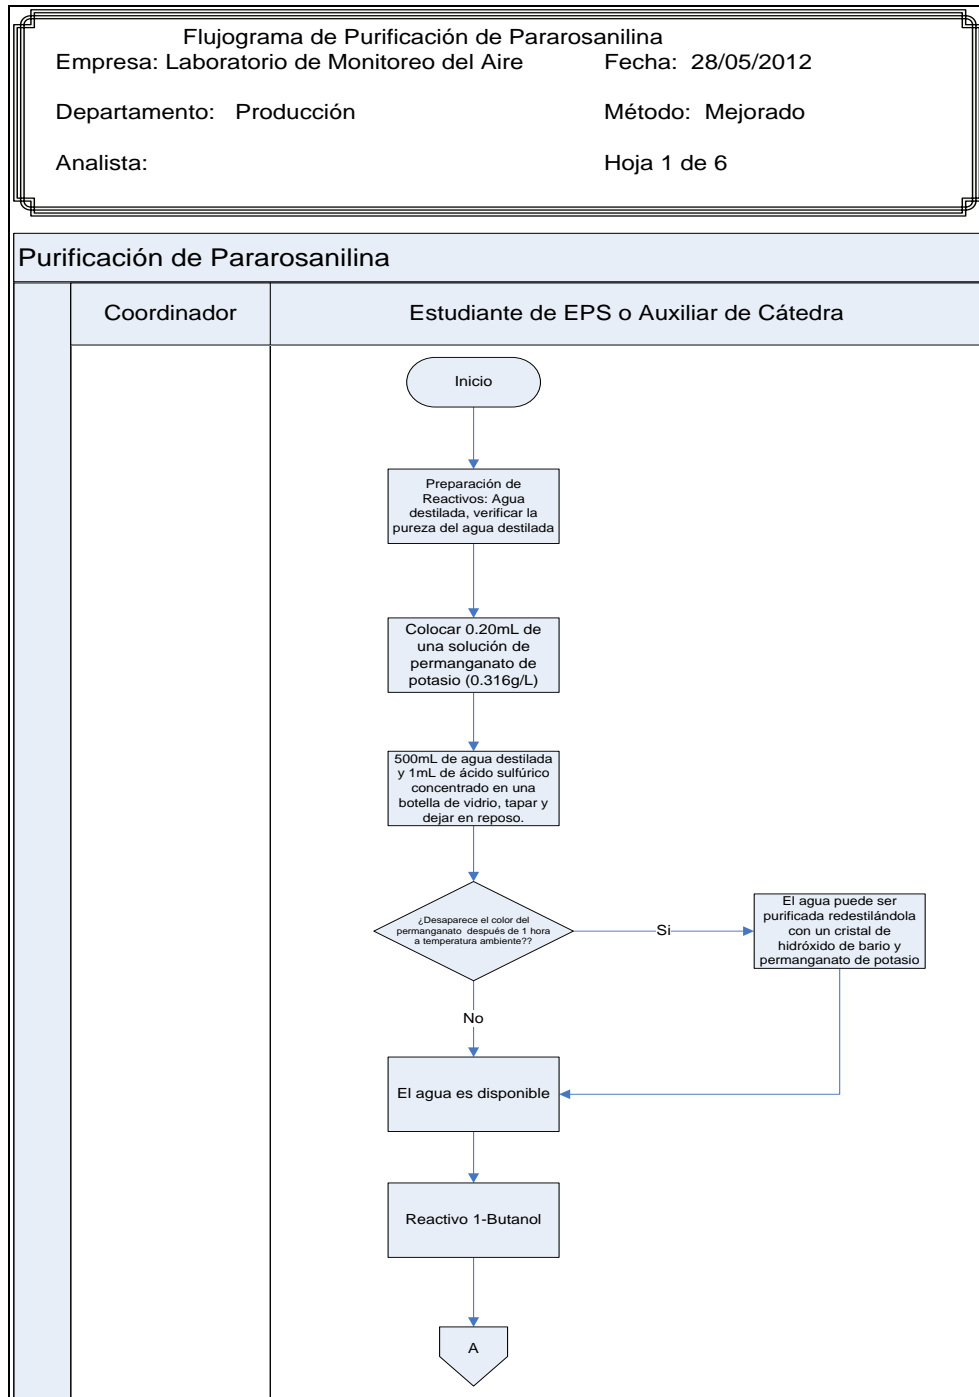 Flujograma de Purificación de Pararosanilina
Empresa: Laboratorio de Monitoreo del Aire Fecha: 28/05/2012
Departamento: Producción Método: Mejorado
Analista: Hoja 1 de 6
Purificación de Pararosanilina
Coordinador Estudiante de EPS o Auxiliar de Cátedra
Inicio
Preparación de
Reactivos: Agua
destilada, verificar la
pureza del agua destilada
Colocar 0.20mL de
una solución de
permanganato de
potasio (0.316g/L)
500mL de agua destilada
y 1mL de ácido sulfúrico
concentrado en una
botella de vidrio, tapar y
dejar en reposo.
¿Desaparece el color del
permanganato después de 1 hora
a temperatura ambiente??
Si
El agua puede ser
purificada redestilándola
con un cristal de
hidróxido de bario y
permanganato de potasio
No
El agua es disponible
Reactivo 1-Butanol
A